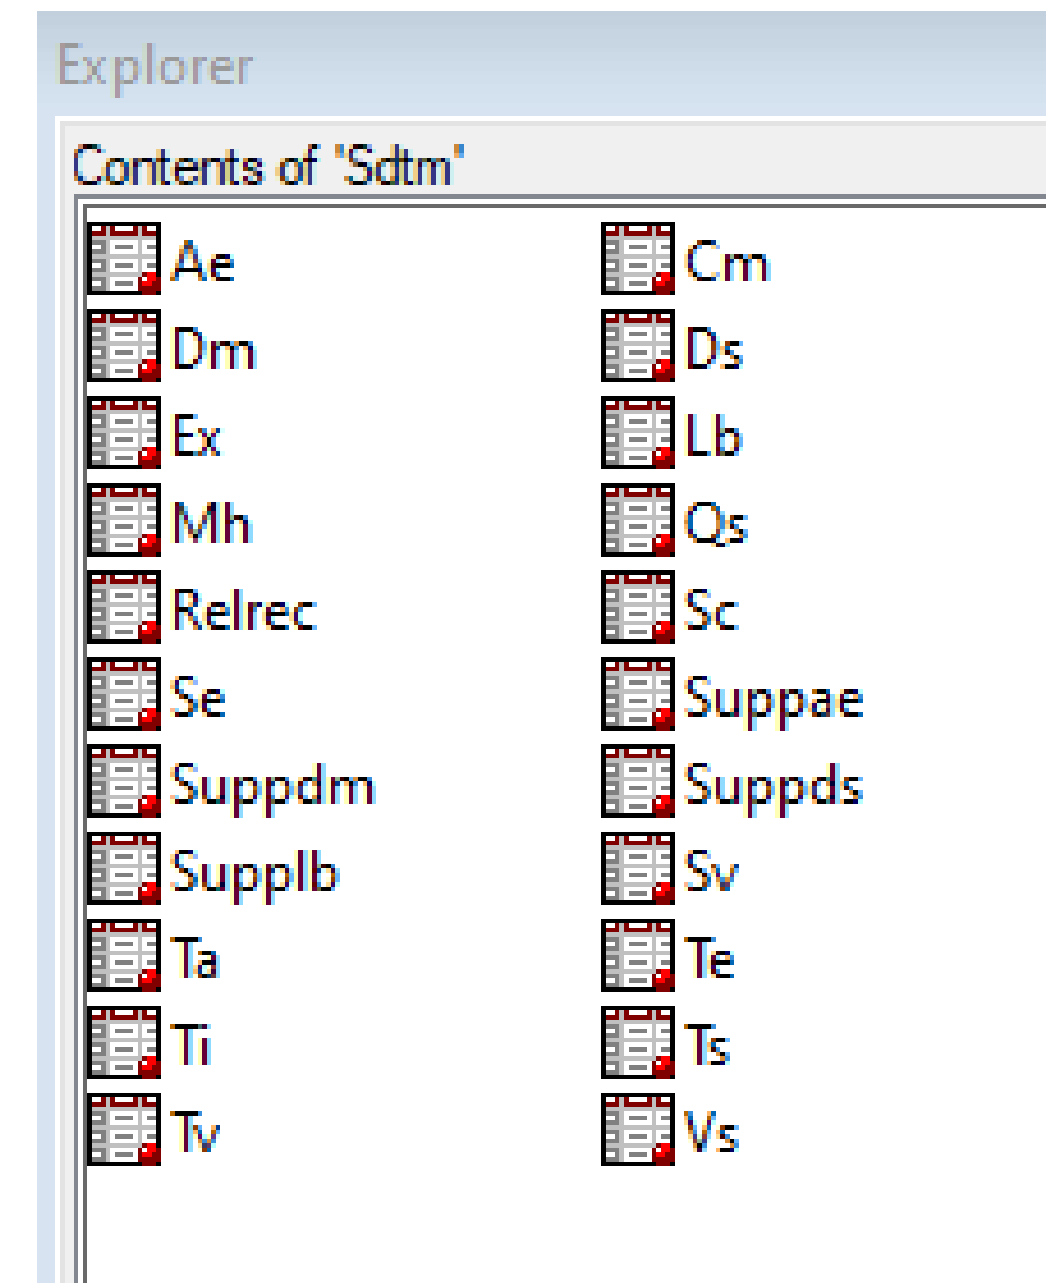 Explorer
Contents of 'Sdtm'
Ae Cm
Dm Ds
Ex Lb
Mh Qs
Relrec Sc
Se Suppae
Suppdm Suppds
Supplb Sv
Ta Te
Ti Ts
Tv Vs